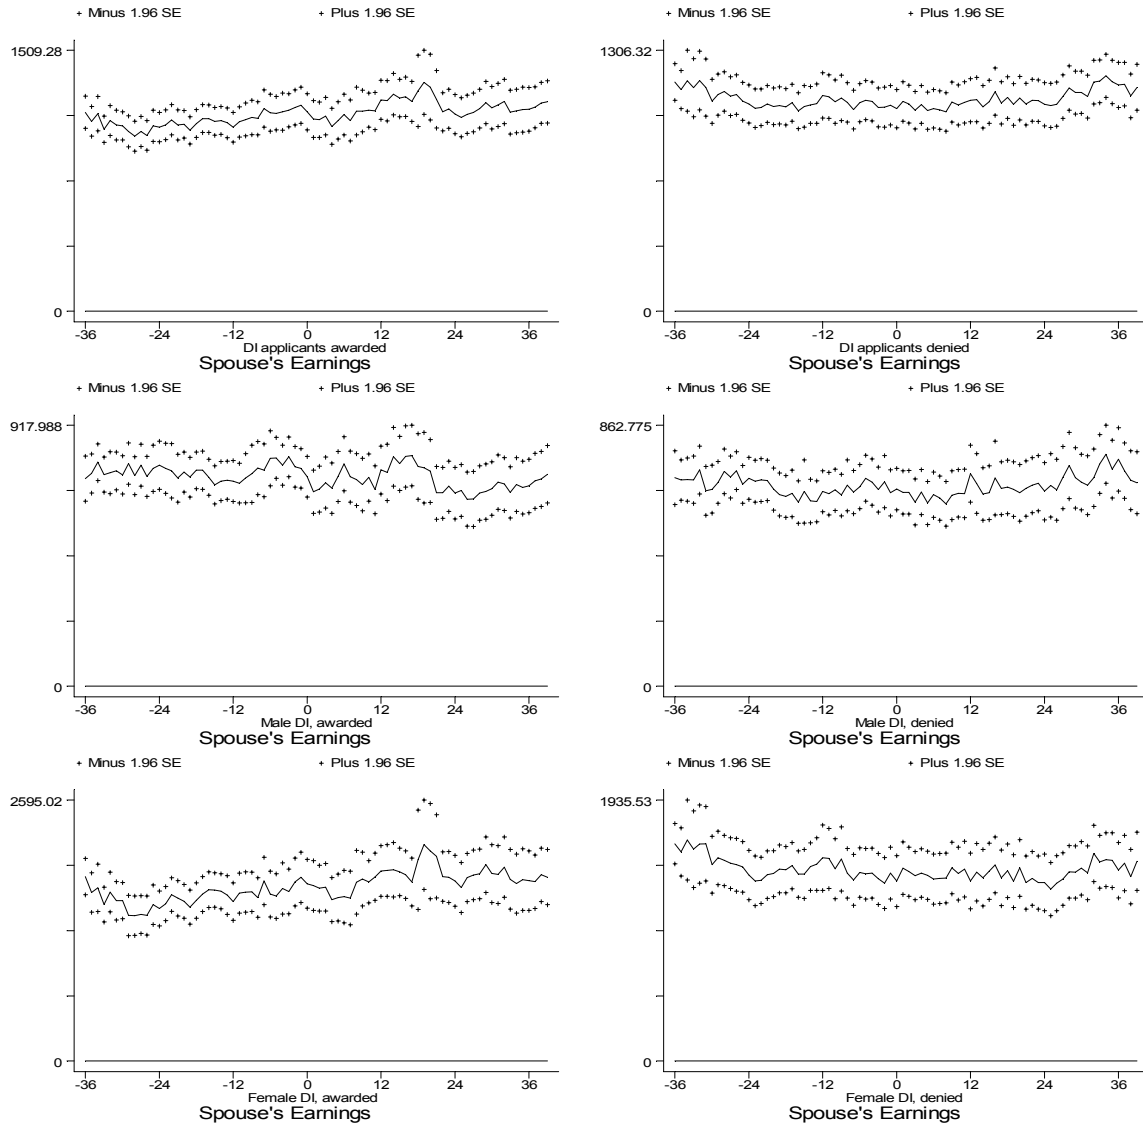 + Minus 1.96 SE + Plus 1.96 SE
1509.28
0
-36 -24 -12 0 12 24 36
DI applicants awarded
Spouse's Earnings
+ Minus 1.96 SE + Plus 1.96 SE
1306.32
0
-36 -24 -12 0 12 24 36
DI applicants denied
Spouse's Earnings
+ Minus 1.96 SE + Plus 1.96 SE
917.988
0
-36 -24 -12 0 12 24 36
Male DI, awarded
Spouse's Earnings
+ Minus 1.96 SE + Plus 1.96 SE
862.775
0
-36 -24 -12 0 12 24 36
Male DI, denied
Spouse's Earnings
+ Minus 1.96 SE + Plus 1.96 SE
2595.02
0
-36 -24 -12 0 12 24 36
Female DI, awarded
Spouse's Earnings
+ Minus 1.96 SE + Plus 1.96 SE
1935.53
0
-36 -24 -12 0 12 24 36
Female DI, denied
Spouse's Earnings